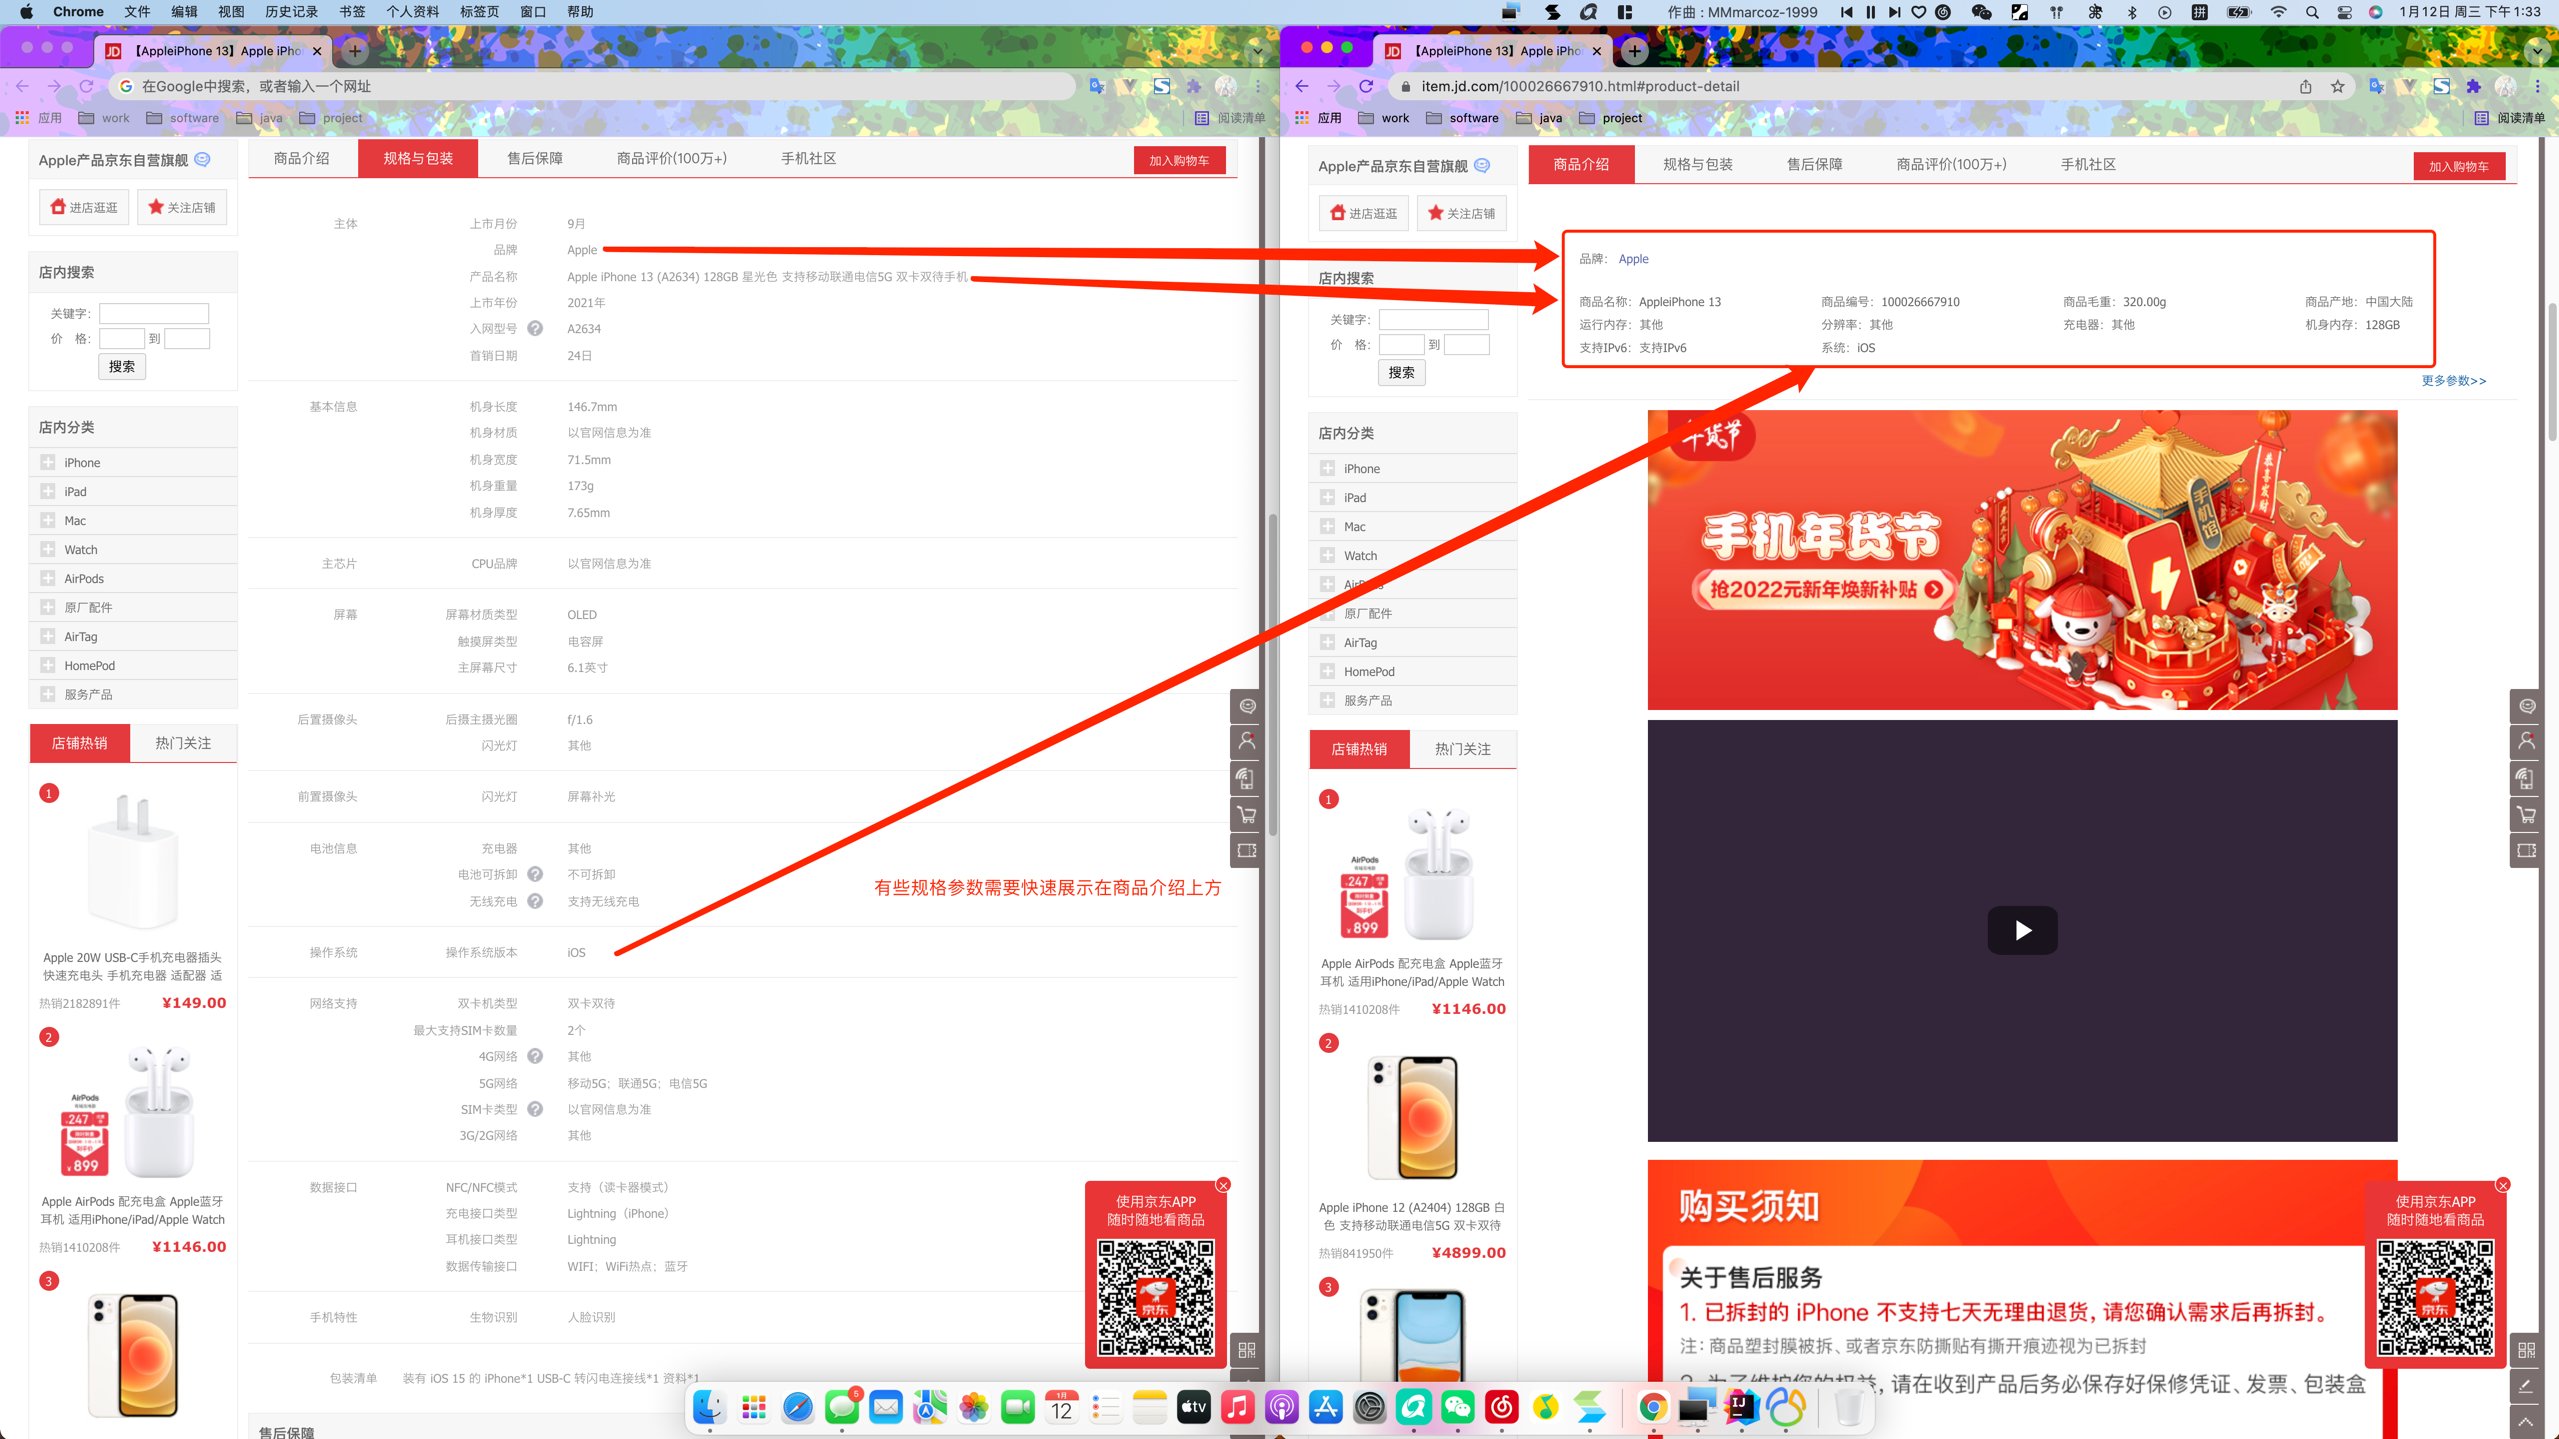 Chrome 文件 编辑 视图 历史记录 书签 个人资料 标签页 窗口 帮助
作曲 : MMmarcoz-1999
拼
1月12日 周三 下午1:33
JD 【AppleiPhone 13】Apple iPho
在Google中搜索，或者输入一个网址
应用 work software java project
阅读清单
Apple产品京东自营旗舰
进店逛逛 关注店铺
店内搜索
关键字：
价 格： 到
搜索
店内分类
iPhone
iPad
Mac
Watch
AirPods
原厂配件
AirTag
HomePod
服务产品
店铺热销 热门关注
1
Apple 20W USB-C手机充电器插头
快速充电头 手机充电器 适配器 适
热销2182891件 ¥149.00
2
AirPods
247
899
Apple AirPods 配充电盒 Apple蓝牙
耳机 适用iPhone/iPad/Apple Watch
热销1410208件 ¥1146.00
3
商品介绍 规格与包装 售后保障 商品评价(100万+) 手机社区
加入购物车
主体 上市月份 9月
品牌 Apple
产品名称 Apple iPhone 13 (A2634) 128GB 星光色 支持移动联通电信5G 双卡双待手机
上市年份 2021年
入网型号 ? A2634
首销日期 24日
基本信息 机身长度 146.7mm
机身材质 以官网信息为准
机身宽度 71.5mm
机身重量 173g
机身厚度 7.65mm
主芯片 CPU品牌 以官网信息为准
屏幕 屏幕材质类型 OLED
触摸屏类型 电容屏
主屏幕尺寸 6.1英寸
后置摄像头 后摄主摄光圈 f/1.6
闪光灯 其他
前置摄像头 闪光灯 屏幕补光
电池信息 充电器 其他
电池可拆卸 ? 不可拆卸
无线充电 ? 支持无线充电
有些规格参数需要快速展示在商品介绍上方
操作系统 操作系统版本 iOS
网络支持 双卡机类型 双卡双待
最大支持SIM卡数量 2个
4G网络 ? 其他
5G网络 移动5G；联通5G；电信5G
SIM卡类型 ? 以官网信息为准
3G/2G网络 其他
数据接口 NFC/NFC模式 支持（读卡器模式）
充电接口类型 Lightning（iPhone）
耳机接口类型 Lightning
数据传输接口 WIFI；WiFi热点；蓝牙
手机特性 生物识别 人脸识别
包装清单 装有 iOS 15 的 iPhone*1 USB-C 转闪电连接线*1 资料*1
售后保障
使用京东APP
随时随地看商品
京东
JD 【AppleiPhone 13】Apple iPho
item.jd.com/100026667910.html#product-detail
应用 work software java project
阅读清单
Apple产品京东自营旗舰
进店逛逛 关注店铺
店内搜索
关键字：
价 格： 到
搜索
店内分类
iPhone
iPad
Mac
Watch
AirPods
原厂配件
AirTag
HomePod
服务产品
店铺热销 热门关注
1
AirPods
247
899
Apple AirPods 配充电盒 Apple蓝牙
耳机 适用iPhone/iPad/Apple Watch
热销1410208件 ¥1146.00
2
Apple iPhone 12 (A2404) 128GB 白
色 支持移动联通电信5G 双卡双待
热销841950件 ¥4899.00
3
商品介绍 规格与包装 售后保障 商品评价(100万+) 手机社区
加入购物车
品牌： Apple
商品名称：AppleiPhone 13 商品编号：100026667910 商品毛重：320.00g 商品产地：中国大陆
运行内存：其他 分辨率：其他 充电器：其他 机身内存：128GB
支持IPv6：支持IPv6 系统：iOS
更多参数>>
年货节
手机年货节
抢2022元新年焕新补贴
手机馆
恭喜发财
购买须知
关于售后服务
1. 已拆封的 iPhone 不支持七天无理由退货，请您确认需求后再拆封。
注：商品塑封膜被拆、或者京东防撕贴有撕开痕迹视为已拆封
2. 为了维护您的权益，请在收到产品后务必保存好保修凭证、发票、包装盒
使用京东APP
随时随地看商品
京东
5
1月
12
tv
IJ